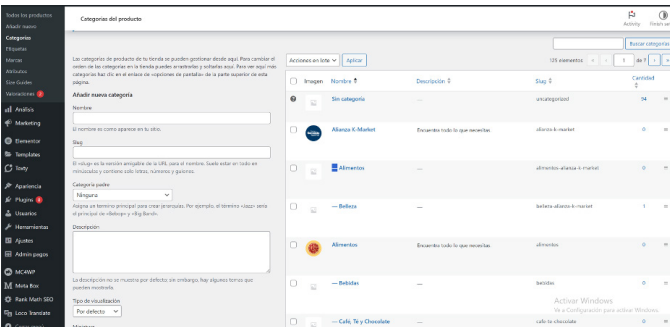 Todos los productos
Añadir nuevo
Categorías
Etiquetas
Marcas
Atributos
Size Guides
Valoraciones
Análisis
Marketing
Elementor
Templates
Texty
Apariencia
Plugins
Usuarios
Herramientas
Ajustes
Admin pagos
MC4WP
Meta Box
Rank Math SEO
Loco Translate
Categorías del producto
Activity
Finish set
Buscar categorías
Las categorías de producto de tu tienda se pueden gestionar desde aquí. Para cambiar el
orden de las categorías en la tienda puedes arrastrarlas y soltarlas aquí. Para ver aquí más
categorías haz clic en el enlace de «opciones de pantalla» de la parte superior de esta
página.
Añadir nueva categoría
Nombre
El nombre es cómo aparece en tu sitio.
Slug
El «slug» es la versión amigable de la URL para el nombre. Suele estar en todo en
minúsculas y contiene solo letras, números y guiones.
Categoría padre
Ninguna
Asigna un término principal para crear jerarquías. Por ejemplo, el término «Jazz» sería
el principal de «Bebop» y «Big Band».
Descripción
La descripción no se muestra por defecto; sin embargo, hay algunos temas que
pueden mostrarla.
Tipo de visualización
Por defecto
Acciones en lote
Aplicar
125 elementos
1 de 7
Imagen Nombre Descripción Slug Cantidad
Sin categoría — uncategorized 94
Alianza K-Market Encuentra todo lo que necesitas alianza-k-market 0
Alimentos — alimentos-alianza-k-market 0
— Belleza — belleza-alianza-k-market 1
Alimentos Encuentra todo lo que necesitas alimentos 0
— Bebidas — bebidas 0
— Café, Té y Chocolate — cafe-te-chocolate 0
Activar Windows
Ve a Configuración para activar Windows.